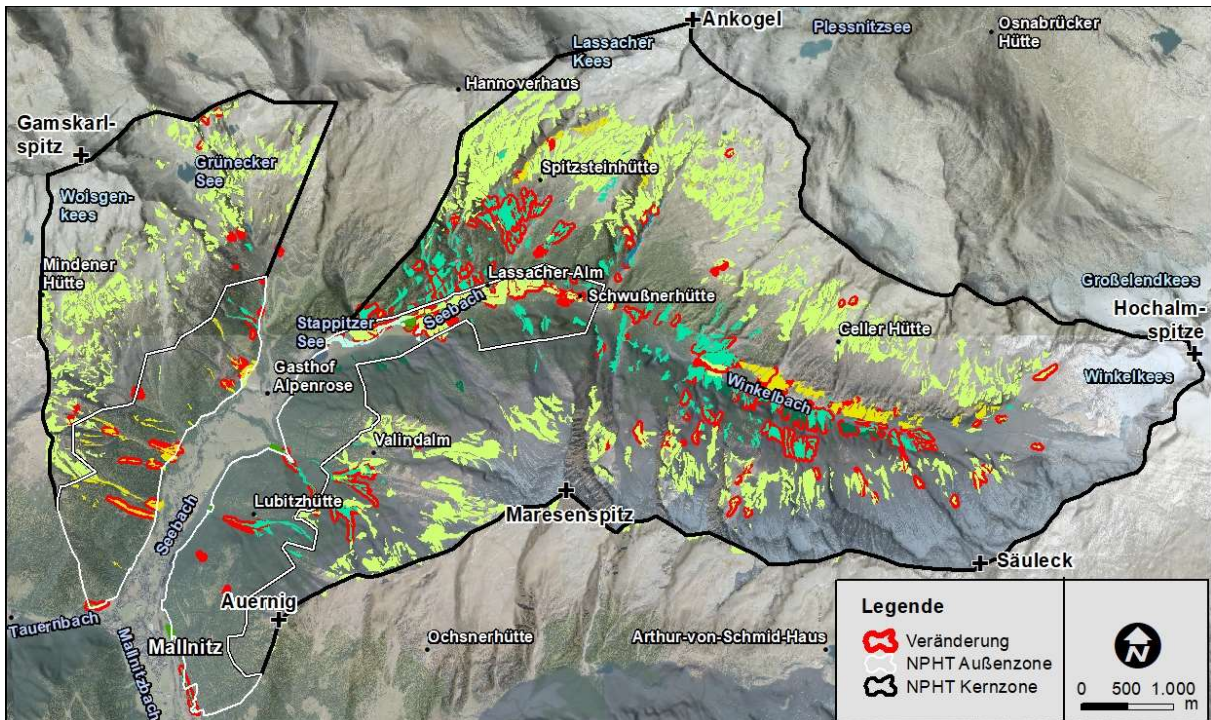 Ankogel
Plessnitzsee
Osnabrücker
Hütte
Lassacher
Kees
Hannoverhaus
Gamskarl-
spitz
Grünecker
See
Spitzsteinhütte
Woisgen-
kees
Mindener
Hütte
Lassacher-Alm
Seebach
Schwußnerhütte
Großelendkees
Hochalm-
spitze
Stappitzer
See
Celler Hütte
Gasthof
Alpenrose
Winkelkees
Winkelbach
Valindalm
Lubitzhütte
Seebach
Maresenspitz
Säuleck
Auernig
Tauernbach
Mallnitz
Mallnitzbach
Ochsnerhütte
Arthur-von-Schmid-Haus
Legende
Veränderung
NPHT Außenzone
NPHT Kernzone
N
0 500 1.000
m